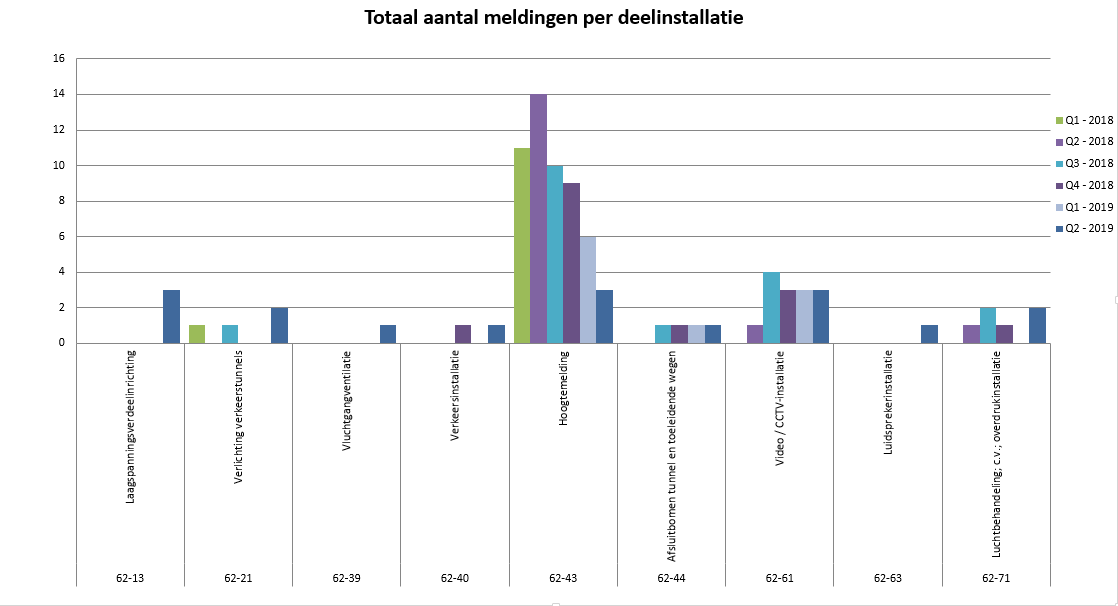 Totaal aantal meldingen per deelinstallatie
16
14
12
10
8
6
4
2
0
Q1 - 2018
Q2 - 2018
Q3 - 2018
Q4 - 2018
Q1 - 2019
Q2 - 2019
Laagspanningsverdeelinrichting
Verlichting verkeerstunnels
Vluchtgangventilatie
Verkeersinstallatie
Hoogtemelding
Afsluitbomen tunnel en toeleidende wegen
Video / CCTV-installatie
Luidsprekerinstallatie
Luchtbehandeling; c.v.; overdrukinstallatie
62-13
62-21
62-39
62-40
62-43
62-44
62-61
62-63
62-71